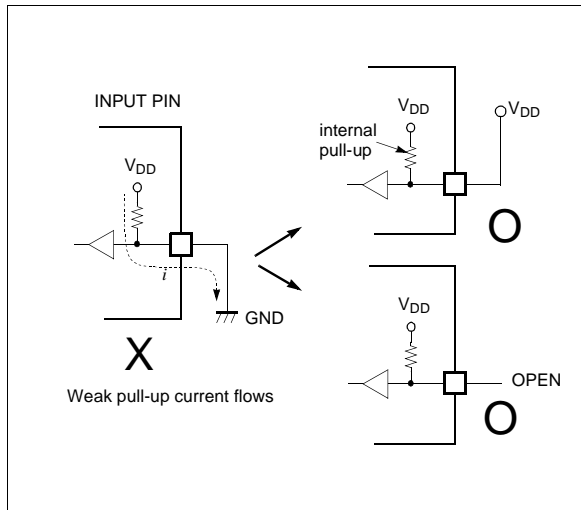 INPUT PIN
VDD
i
GND
X
Weak pull-up current flows
internal
pull-up
VDD
VDD
O
VDD
OPEN
O